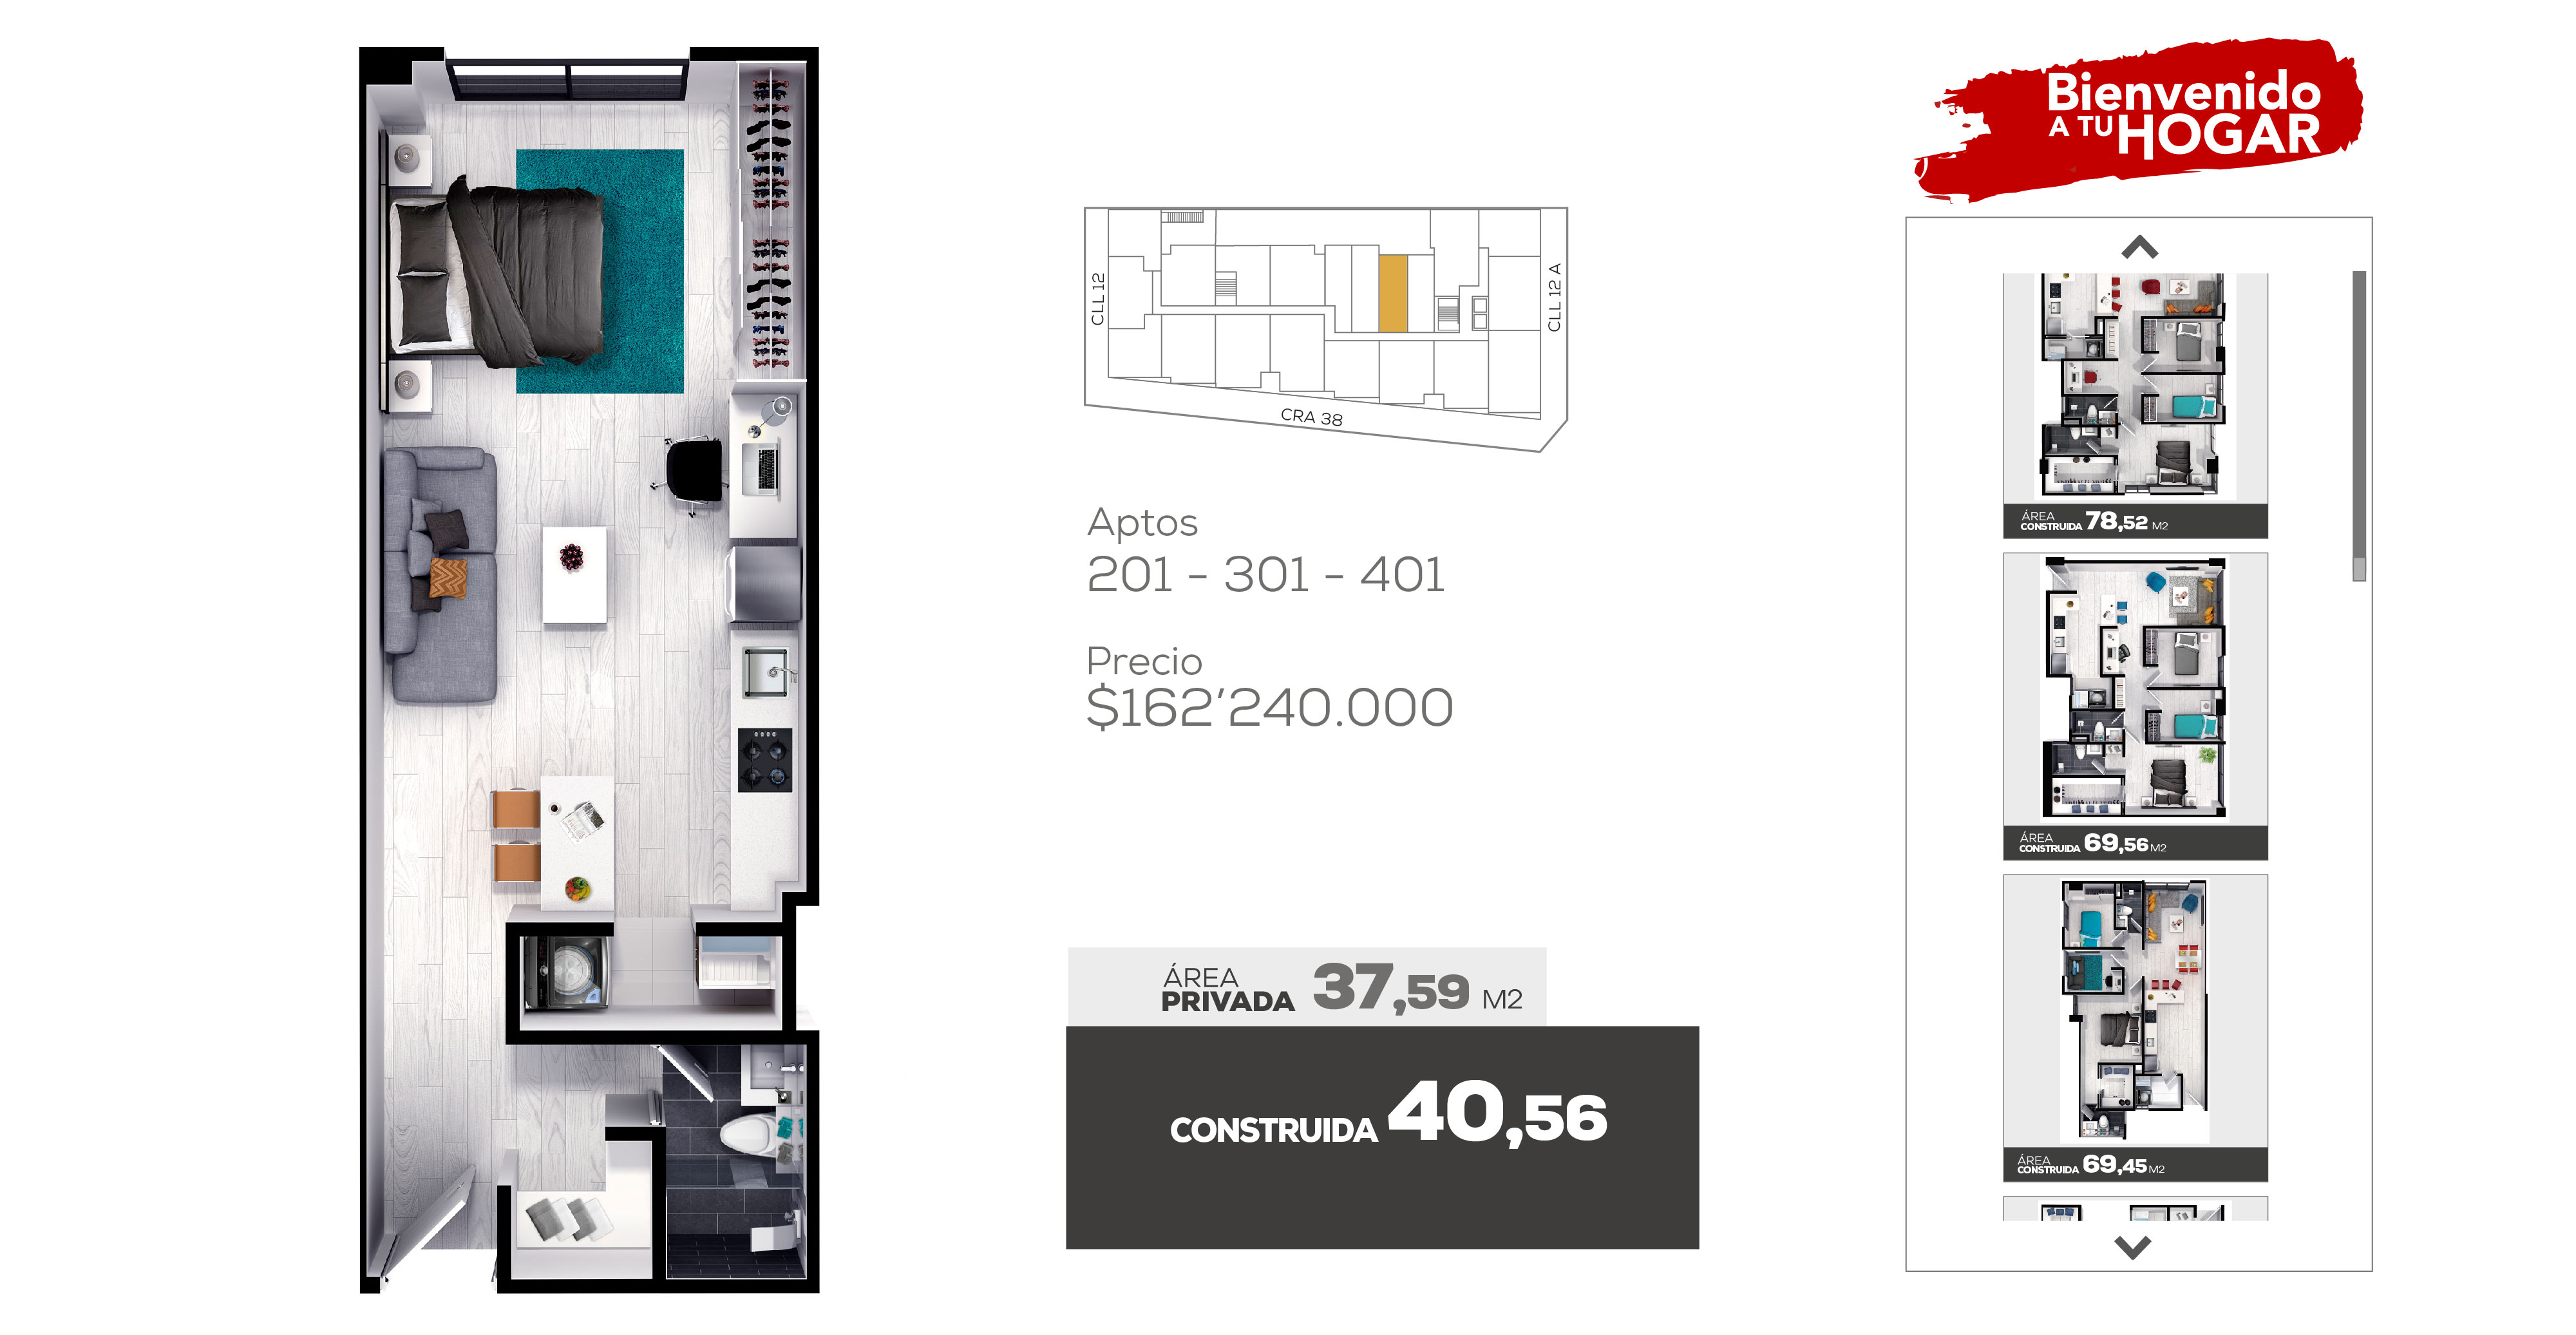 Bienvenido
A TU HOGAR
CLL 12
CLL 12 A
CRA 38
Aptos
201 - 301 - 401
Precio
$162’240.000
ÁREA
PRIVADA 37,59 M2
CONSTRUIDA 40,56
ÁREA
CONSTRUIDA 78,52 M2
ÁREA
CONSTRUIDA 69,56 M2
ÁREA
CONSTRUIDA 69,45 M2